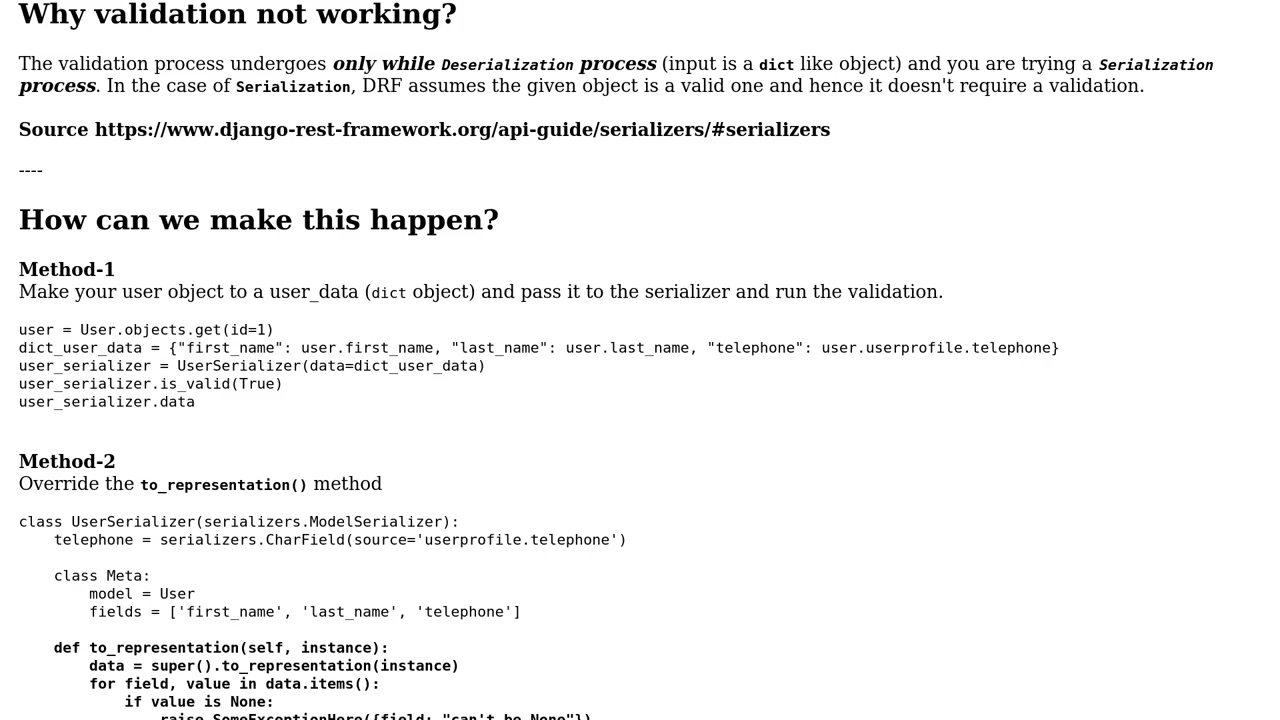 Why validation not working?
The validation process undergoes only while Deserialization process (input is a dict like object) and you are trying a Serialization
process. In the case of Serialization, DRF assumes the given object is a valid one and hence it doesn't require a validation.
Source https://www.django-rest-framework.org/api-guide/serializers/#serializers
----
How can we make this happen?
Method-1
Make your user object to a user_data (dict object) and pass it to the serializer and run the validation.
user = User.objects.get(id=1)
dict_user_data = {"first_name": user.first_name, "last_name": user.last_name, "telephone": user.userprofile.telephone}
user_serializer = UserSerializer(data=dict_user_data)
user_serializer.is_valid(True)
user_serializer.data
Method-2
Override the to_representation() method
class UserSerializer(serializers.ModelSerializer):
    telephone = serializers.CharField(source='userprofile.telephone')
    class Meta:
        model = User
        fields = ['first_name', 'last_name', 'telephone']
    def to_representation(self, instance):
        data = super().to_representation(instance)
        for field, value in data.items():
            if value is None:
                raise SomeExceptionHere({field: "can't be None"})